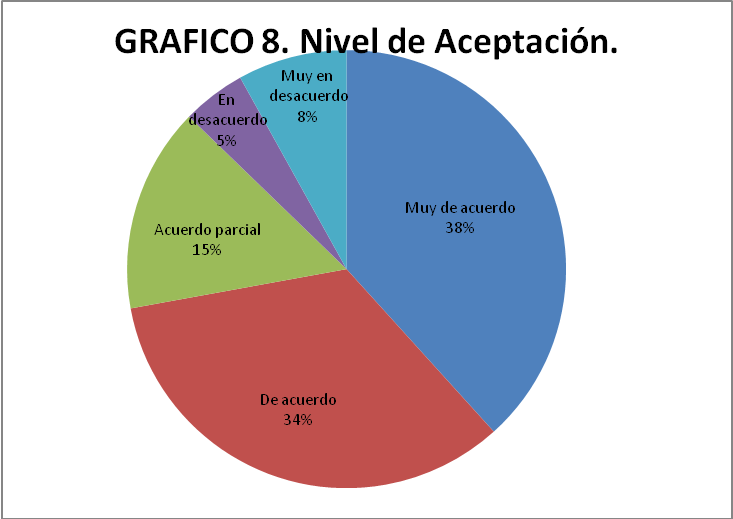 GRAFICO 8. Nivel de Aceptación.
Muy en
desacuerdo
8%
En
desacuerdo
5%
Muy de acuerdo
38%
Acuerdo parcial
15%
De acuerdo
34%